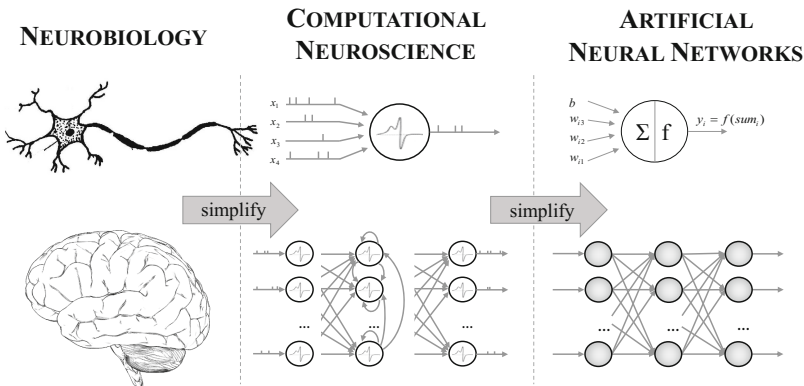 NEUROBIOLOGY
COMPUTATIONAL
NEUROSCIENCE
ARTIFICIAL
NEURAL NETWORKS
x₁
x₂
x₃
x₄
b
wᵢ₃
wᵢ₂
wᵢ₁
Σ f
yᵢ = f(sumᵢ)
simplify
simplify
... ... ...
... ... ...